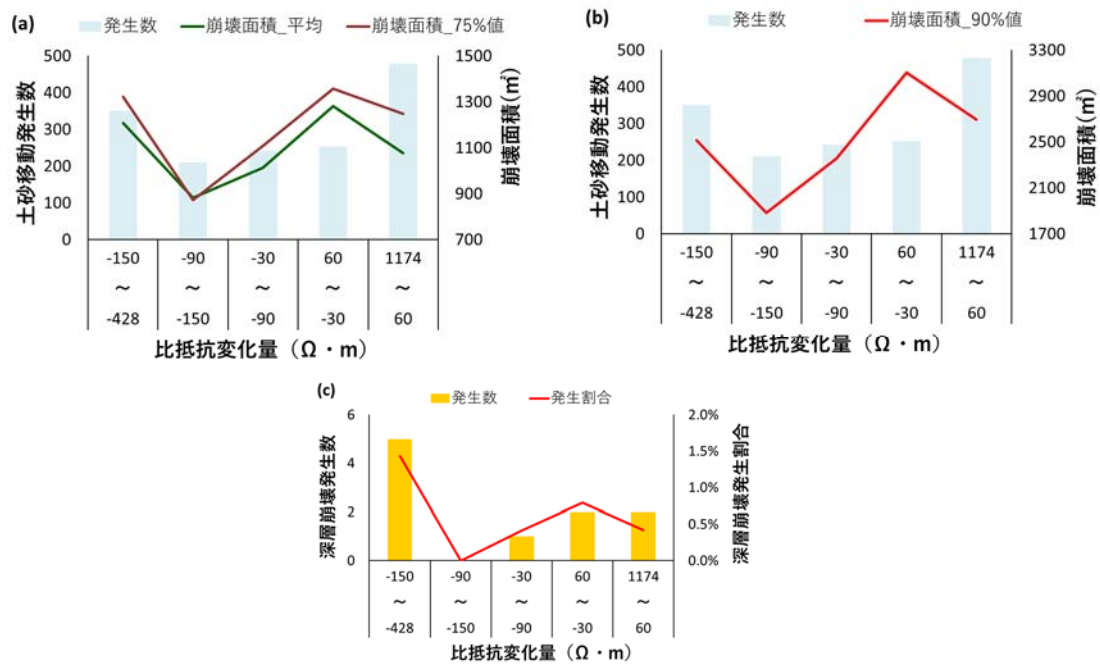 (a)
発生数 崩壊面積_平均 崩壊面積_75%値
土砂移動発生数
500
400
300
200
100
0
1500
1300
1100
900
700
崩壊面積(㎡)
-150 -90 -30 60 1174
~ ~ ~ ~ ~
-428 -150 -90 -30 60
比抵抗変化量(Ω・m)
(b)
発生数 崩壊面積_90%値
土砂移動発生数
500
400
300
200
100
0
3300
2900
2500
2100
1700
崩壊面積(㎡)
-150 -90 -30 60 1174
~ ~ ~ ~ ~
-428 -150 -90 -30 60
比抵抗変化量(Ω・m)
(c)
発生数 発生割合
深層崩壊発生数
6
4
2
0
2.0%
1.5%
1.0%
0.5%
0.0%
深層崩壊発生割合
-150 -90 -30 60 1174
~ ~ ~ ~ ~
-428 -150 -90 -30 60
比抵抗変化量(Ω・m)